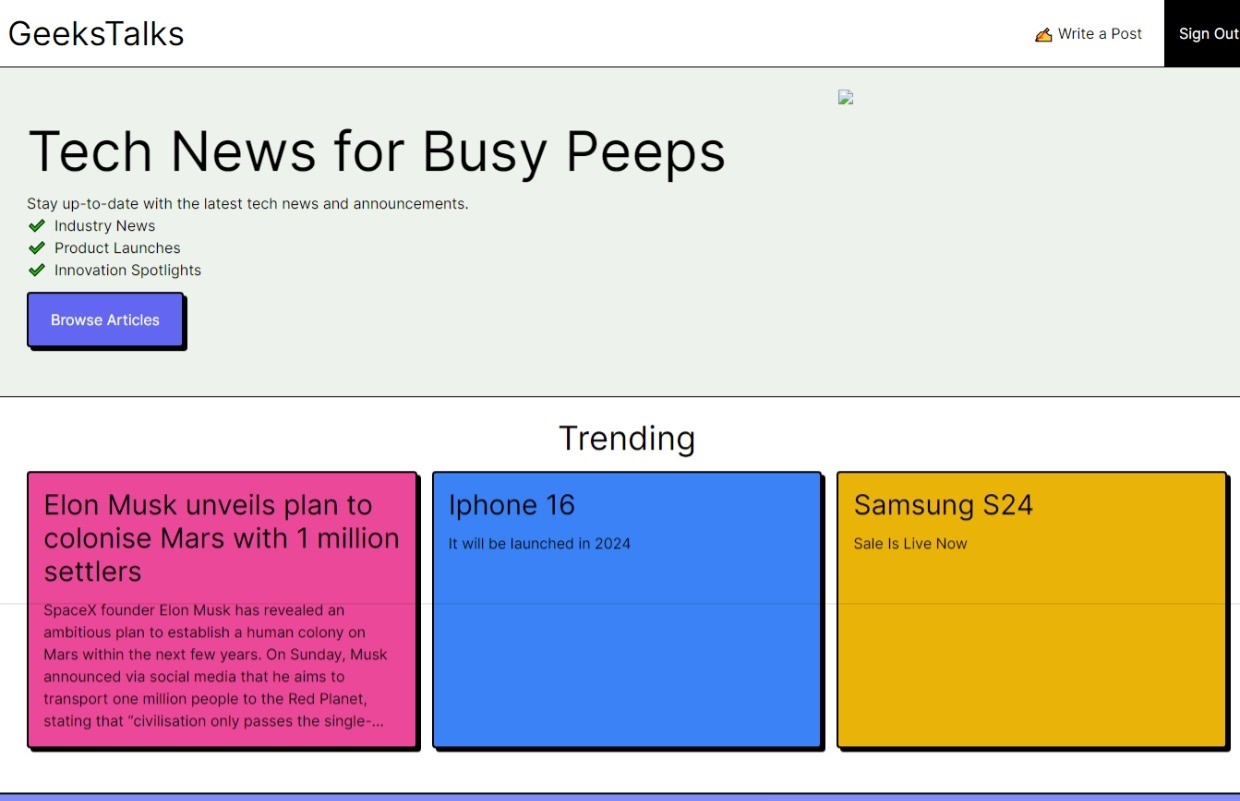 GeeksTalks
✍ Write a Post
Sign Out
Tech News for Busy Peeps
Stay up-to-date with the latest tech news and announcements.
✔ Industry News
✔ Product Launches
✔ Innovation Spotlights
Browse Articles
Trending
Elon Musk unveils plan to
colonise Mars with 1 million
settlers
SpaceX founder Elon Musk has revealed an
ambitious plan to establish a human colony on
Mars within the next few years. On Sunday, Musk
announced via social media that he aims to
transport one million people to the Red Planet,
stating that “civilisation only passes the single-...
Iphone 16
It will be launched in 2024
Samsung S24
Sale Is Live Now